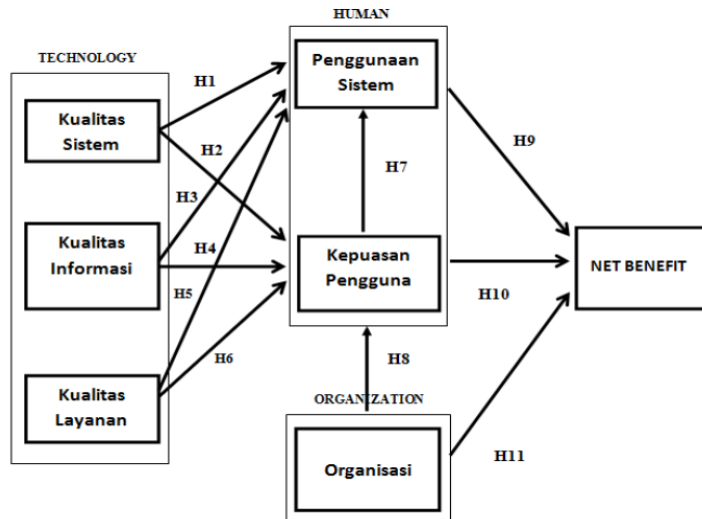 HUMAN
TECHNOLOGY
Penggunaan
Sistem
H1
Kualitas
Sistem
H2
H9
H7
H3
Kualitas
Informasi
H4
Kepuasan
Pengguna
NET BENEFIT
H5
H10
H6
H8
Kualitas
Layanan
ORGANIZATION
Organisasi
H11